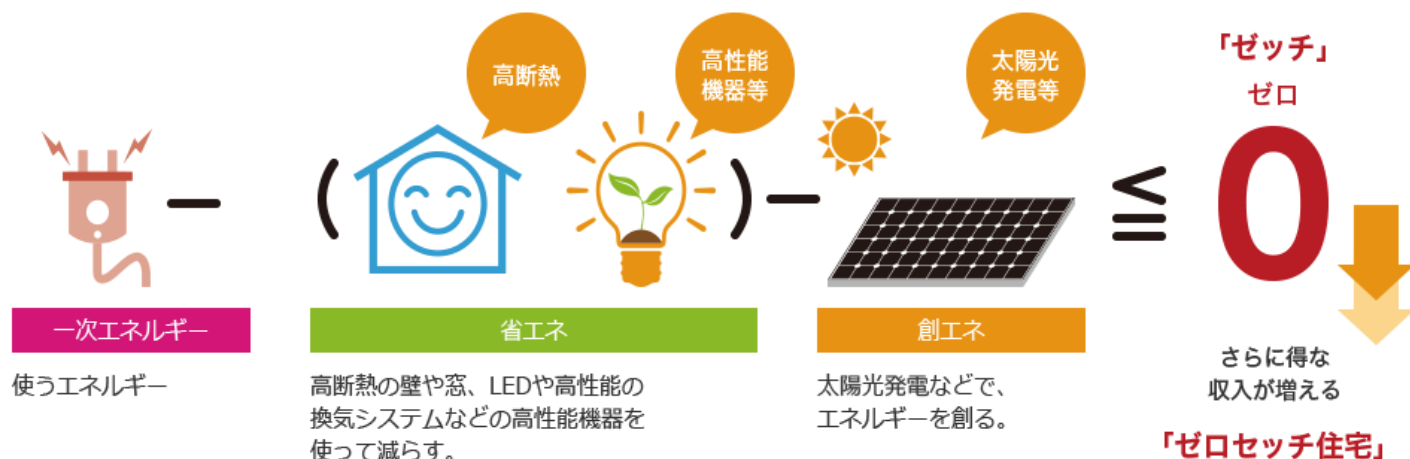 高断熱
高性能
機器等
太陽光
発電等
「ゼッチ」
ゼロ
0
−
(
)
−
≦
一次エネルギー
使うエネルギー
省エネ
高断熱の壁や窓、LEDや高性能の
換気システムなどの高性能機器を
使って減らす。
創エネ
太陽光発電などで、
エネルギーを創る。
さらに得な
収入が増える
「ゼロセッチ住宅」